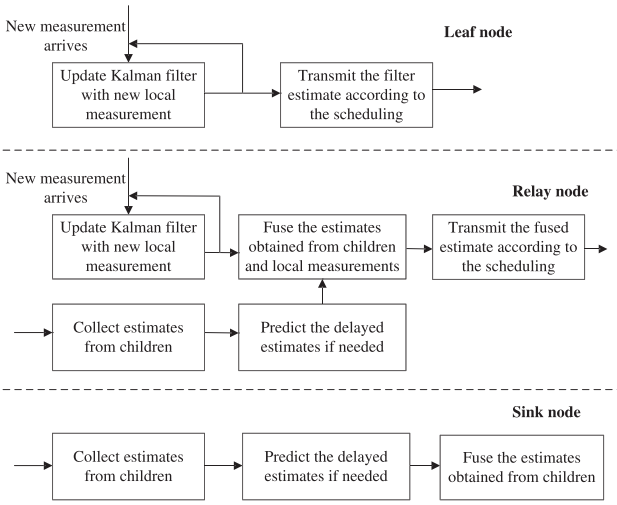 New measurement
arrives
Leaf node
Update Kalman filter
with new local
measurement
Transmit the filter
estimate according to
the scheduling
New measurement
arrives
Relay node
Update Kalman filter
with new local
measurement
Fuse the estimates
obtained from children
and local measurements
Transmit the fused
estimate according to
the scheduling
Collect estimates
from children
Predict the delayed
estimates if needed
Sink node
Collect estimates
from children
Predict the delayed
estimates if needed
Fuse the estimates
obtained from children